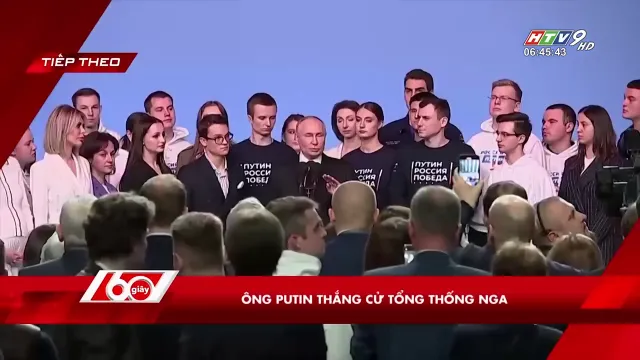 TIẾP THEO
HTV9 HD
06:45:43
ПУТИН
РОССИЯ
ПОБЕДА
ПУТИН
РОССИЯ
ПОБЕДА
60 giây
ÔNG PUTIN THẮNG CỬ TỔNG THỐNG NGA